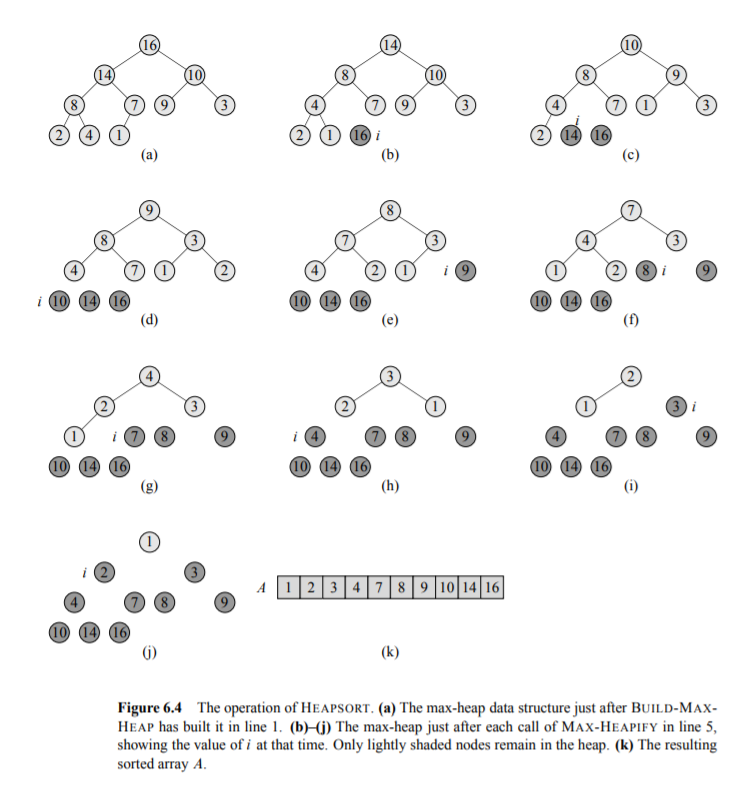 16 14 10
14 10 8 10 8 9
8 7 9 3 4 7 9 3 4 7 1 3
i
2 4 1 2 1 16 i 2 14 16
(a) (b) (c)
9 8 7
8 3 7 3 4 3
4 7 1 2 4 2 1 i 9 1 2 8 i 9
i 10 14 16 10 14 16 10 14 16
(d) (e) (f)
4 3 2
2 3 2 1 1 3 i
1 i 7 8 9 i 4 7 8 9 4 7 8 9
10 14 16 10 14 16 10 14 16
(g) (h) (i)
1
i 2 3
A 1 2 3 4 7 8 9 10 14 16
4 7 8 9
10 14 16
(j) (k)
Figure 6.4 The operation of HEAPSORT. (a) The max-heap data structure just after BUILD-MAX-
HEAP has built it in line 1. (b)–(j) The max-heap just after each call of MAX-HEAPIFY in line 5,
showing the value of i at that time. Only lightly shaded nodes remain in the heap. (k) The resulting
sorted array A.